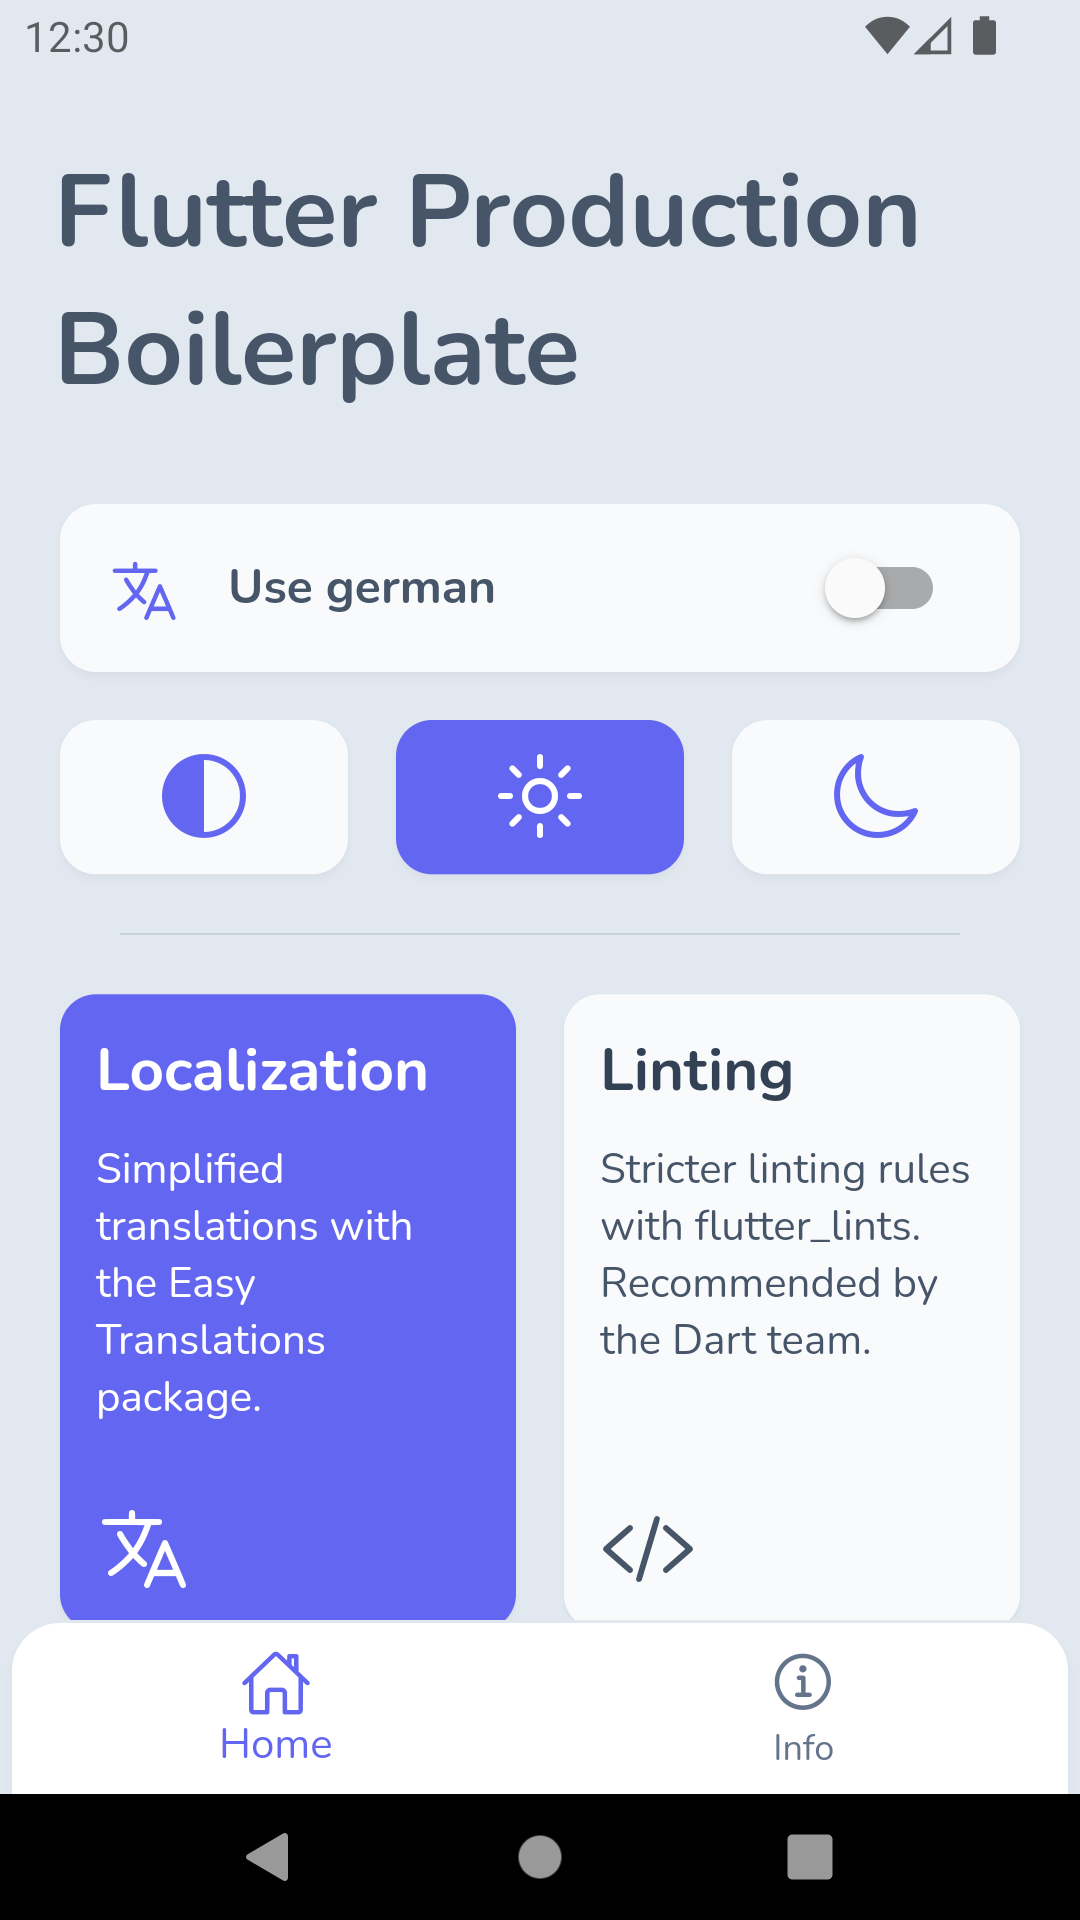 12:30
Flutter Production
Boilerplate
Use german
Localization
Simplified
translations with
the Easy
Translations
package.
Linting
Stricter linting rules
with flutter_lints.
Recommended by
the Dart team.
Home
Info